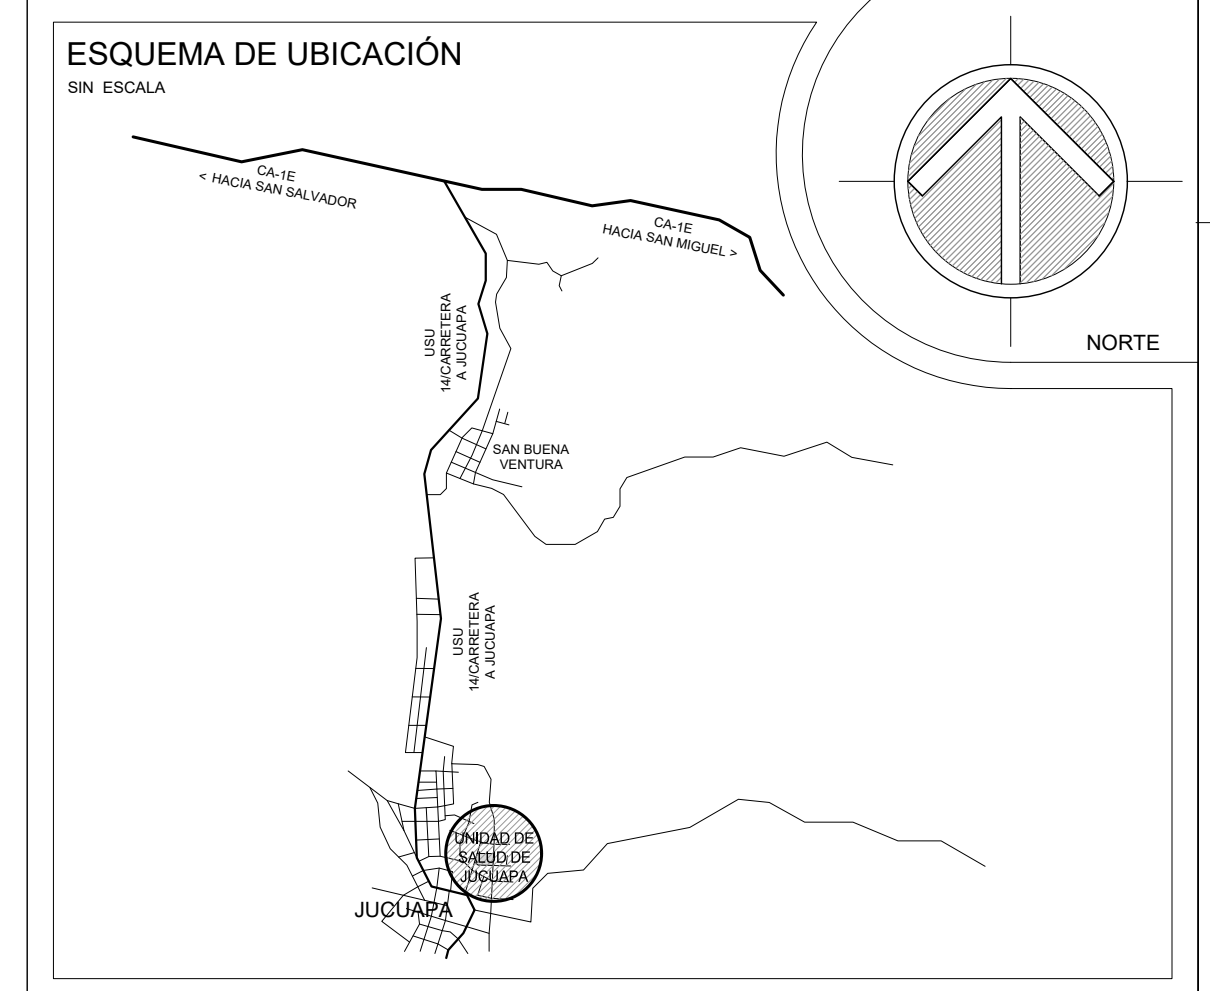 ESQUEMA DE UBICACIÓN
SIN ESCALA
CA-1E
< HACIA SAN SALVADOR
CA-1E
HACIA SAN MIGUEL >
NORTE
USU
14/CARRETERA
A JUCUAPA
SAN BUENA
VENTURA
USU
14/CARRETERA
A JUCUAPA
UNIDAD DE
SALUD DE
JUCUAPA
JUCUAPA